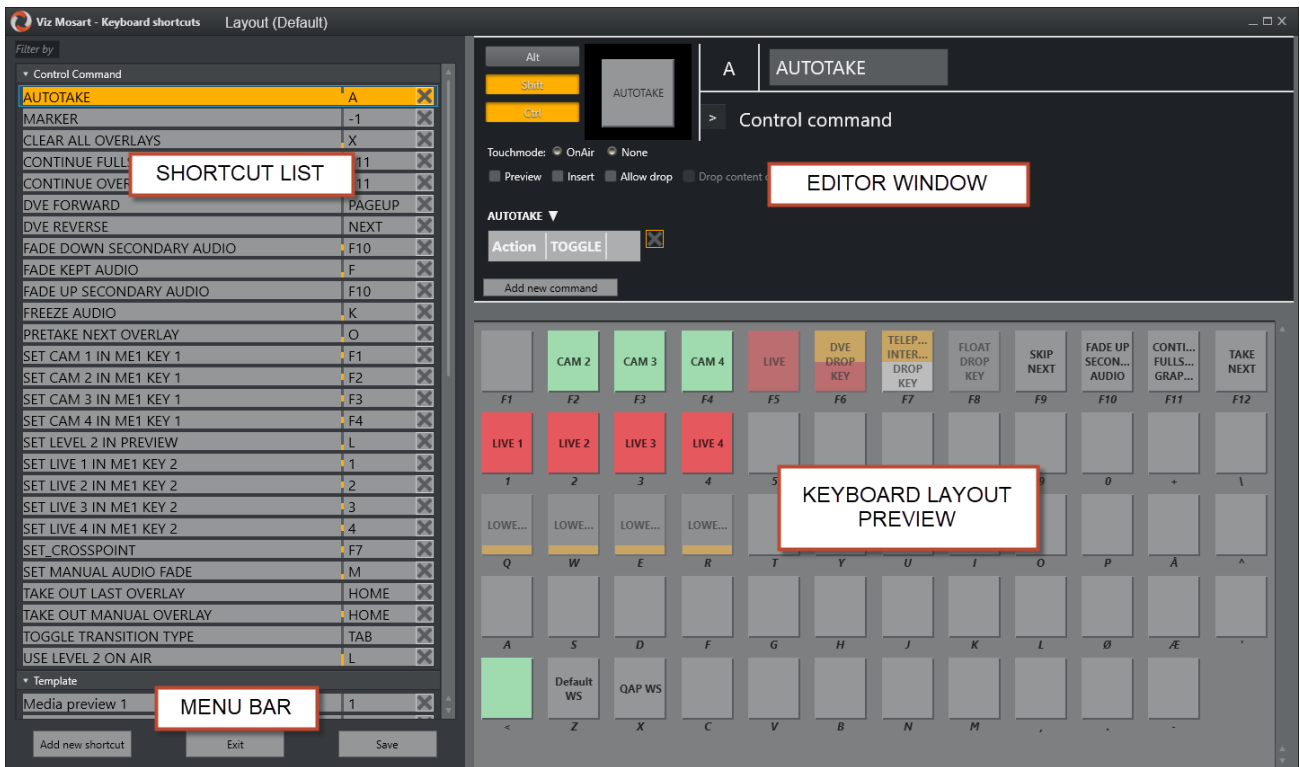 Viz Mosart - Keyboard shortcuts Layout (Default)
Filter by
Control Command
AUTOTAKE A
MARKER -1
CLEAR ALL OVERLAYS X
CONTINUE FULL 11
CONTINUE OVER 11
DVE FORWARD PAGEUP
DVE REVERSE NEXT
FADE DOWN SECONDARY AUDIO F10
FADE KEPT AUDIO F
FADE UP SECONDARY AUDIO F10
FREEZE AUDIO K
PRETAKE NEXT OVERLAY O
SET CAM 1 IN ME1 KEY 1 F1
SET CAM 2 IN ME1 KEY 1 F2
SET CAM 3 IN ME1 KEY 1 F3
SET CAM 4 IN ME1 KEY 1 F4
SET LEVEL 2 IN PREVIEW L
SET LIVE 1 IN ME1 KEY 2 1
SET LIVE 2 IN ME1 KEY 2 2
SET LIVE 3 IN ME1 KEY 2 3
SET LIVE 4 IN ME1 KEY 2 4
SET_CROSSPOINT F7
SET MANUAL AUDIO FADE M
TAKE OUT LAST OVERLAY HOME
TAKE OUT MANUAL OVERLAY HOME
TOGGLE TRANSITION TYPE TAB
USE LEVEL 2 ON AIR L
Template
Media preview 1 1
SHORTCUT LIST
MENU BAR
Add new shortcut Exit Save
Alt
Shift
Ctrl
AUTOTAKE
A AUTOTAKE
> Control command
Touchmode: OnAir None
Preview Insert Allow drop Drop content
EDITOR WINDOW
AUTOTAKE ▼
Action TOGGLE
Add new command
CAM 2 CAM 3 CAM 4 LIVE DVE DROP KEY TELEP... INTER... DROP KEY FLOAT DROP KEY SKIP NEXT FADE UP SECON... AUDIO CONTI... FULLS... GRAP... TAKE NEXT
F1 F2 F3 F4 F5 F6 F7 F8 F9 F10 F11 F12
LIVE 1 LIVE 2 LIVE 3 LIVE 4
1 2 3 4 5 9 0 + \
KEYBOARD LAYOUT
PREVIEW
LOWE... LOWE... LOWE... LOWE...
Q W E R T Y U I O P Å ^
A S D F G H J K L Ø Æ '
Default WS QAP WS
< Z X C V B N M , . -